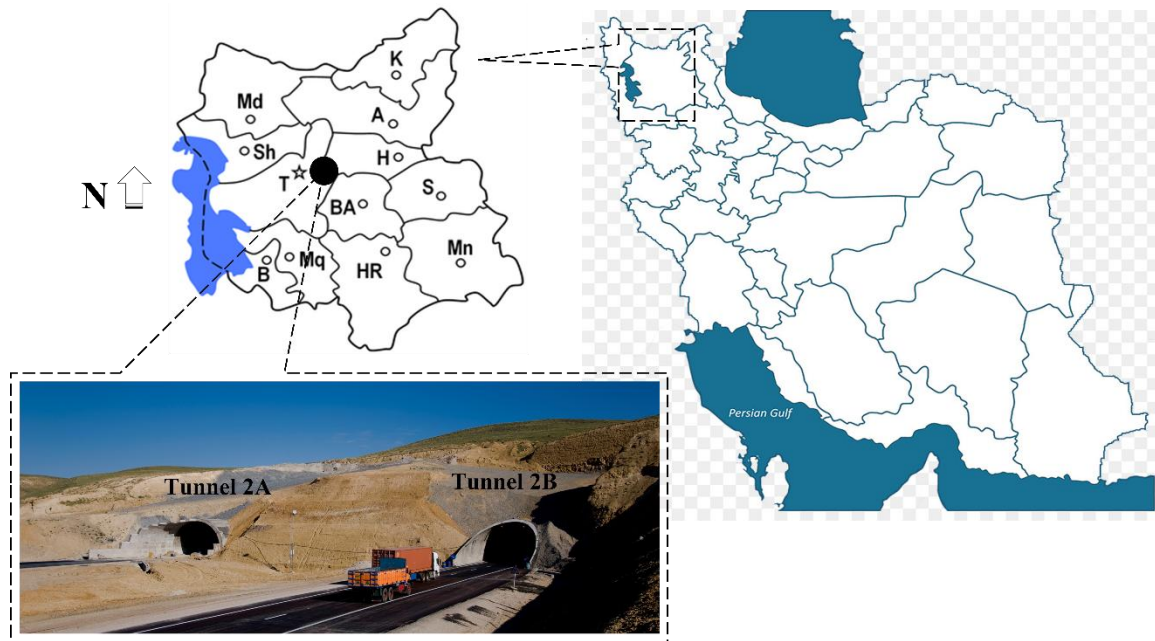 K
Md
A
Sh
H
N
T
S
BA
Mn
Mq
B
HR
Persian Gulf
Tunnel 2A
Tunnel 2B